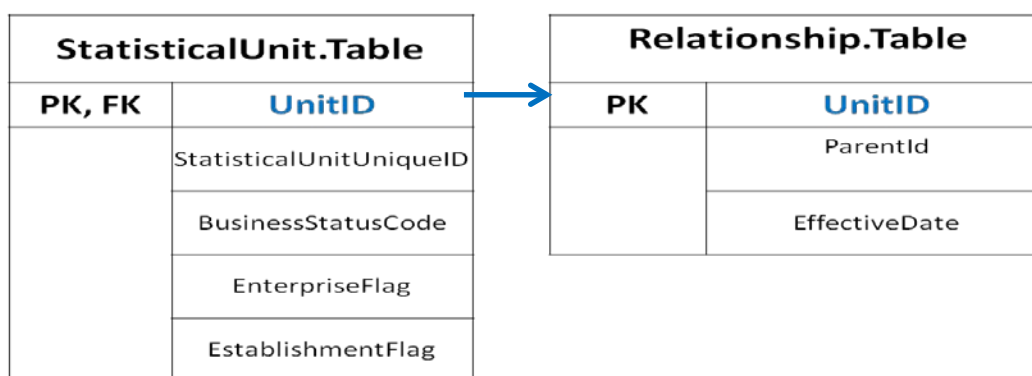 StatisticalUnit.Table
PK, FK UnitID
StatisticalUnitUniqueID
BusinessStatusCode
EnterpriseFlag
EstablishmentFlag
Relationship.Table
PK UnitID
ParentId
EffectiveDate